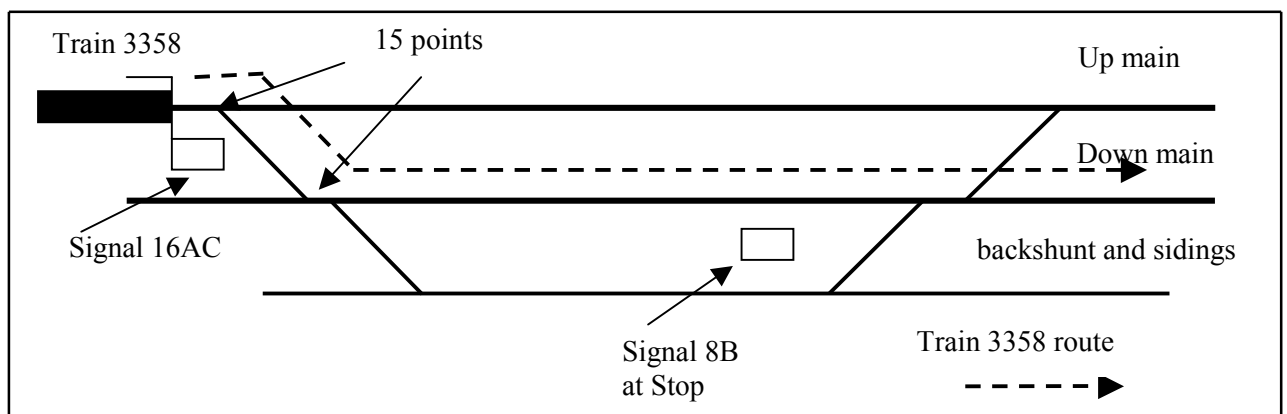 Train 3358
15 points
Up main
Down main
Signal 16AC
backshunt and sidings
Signal 8B
at Stop
Train 3358 route